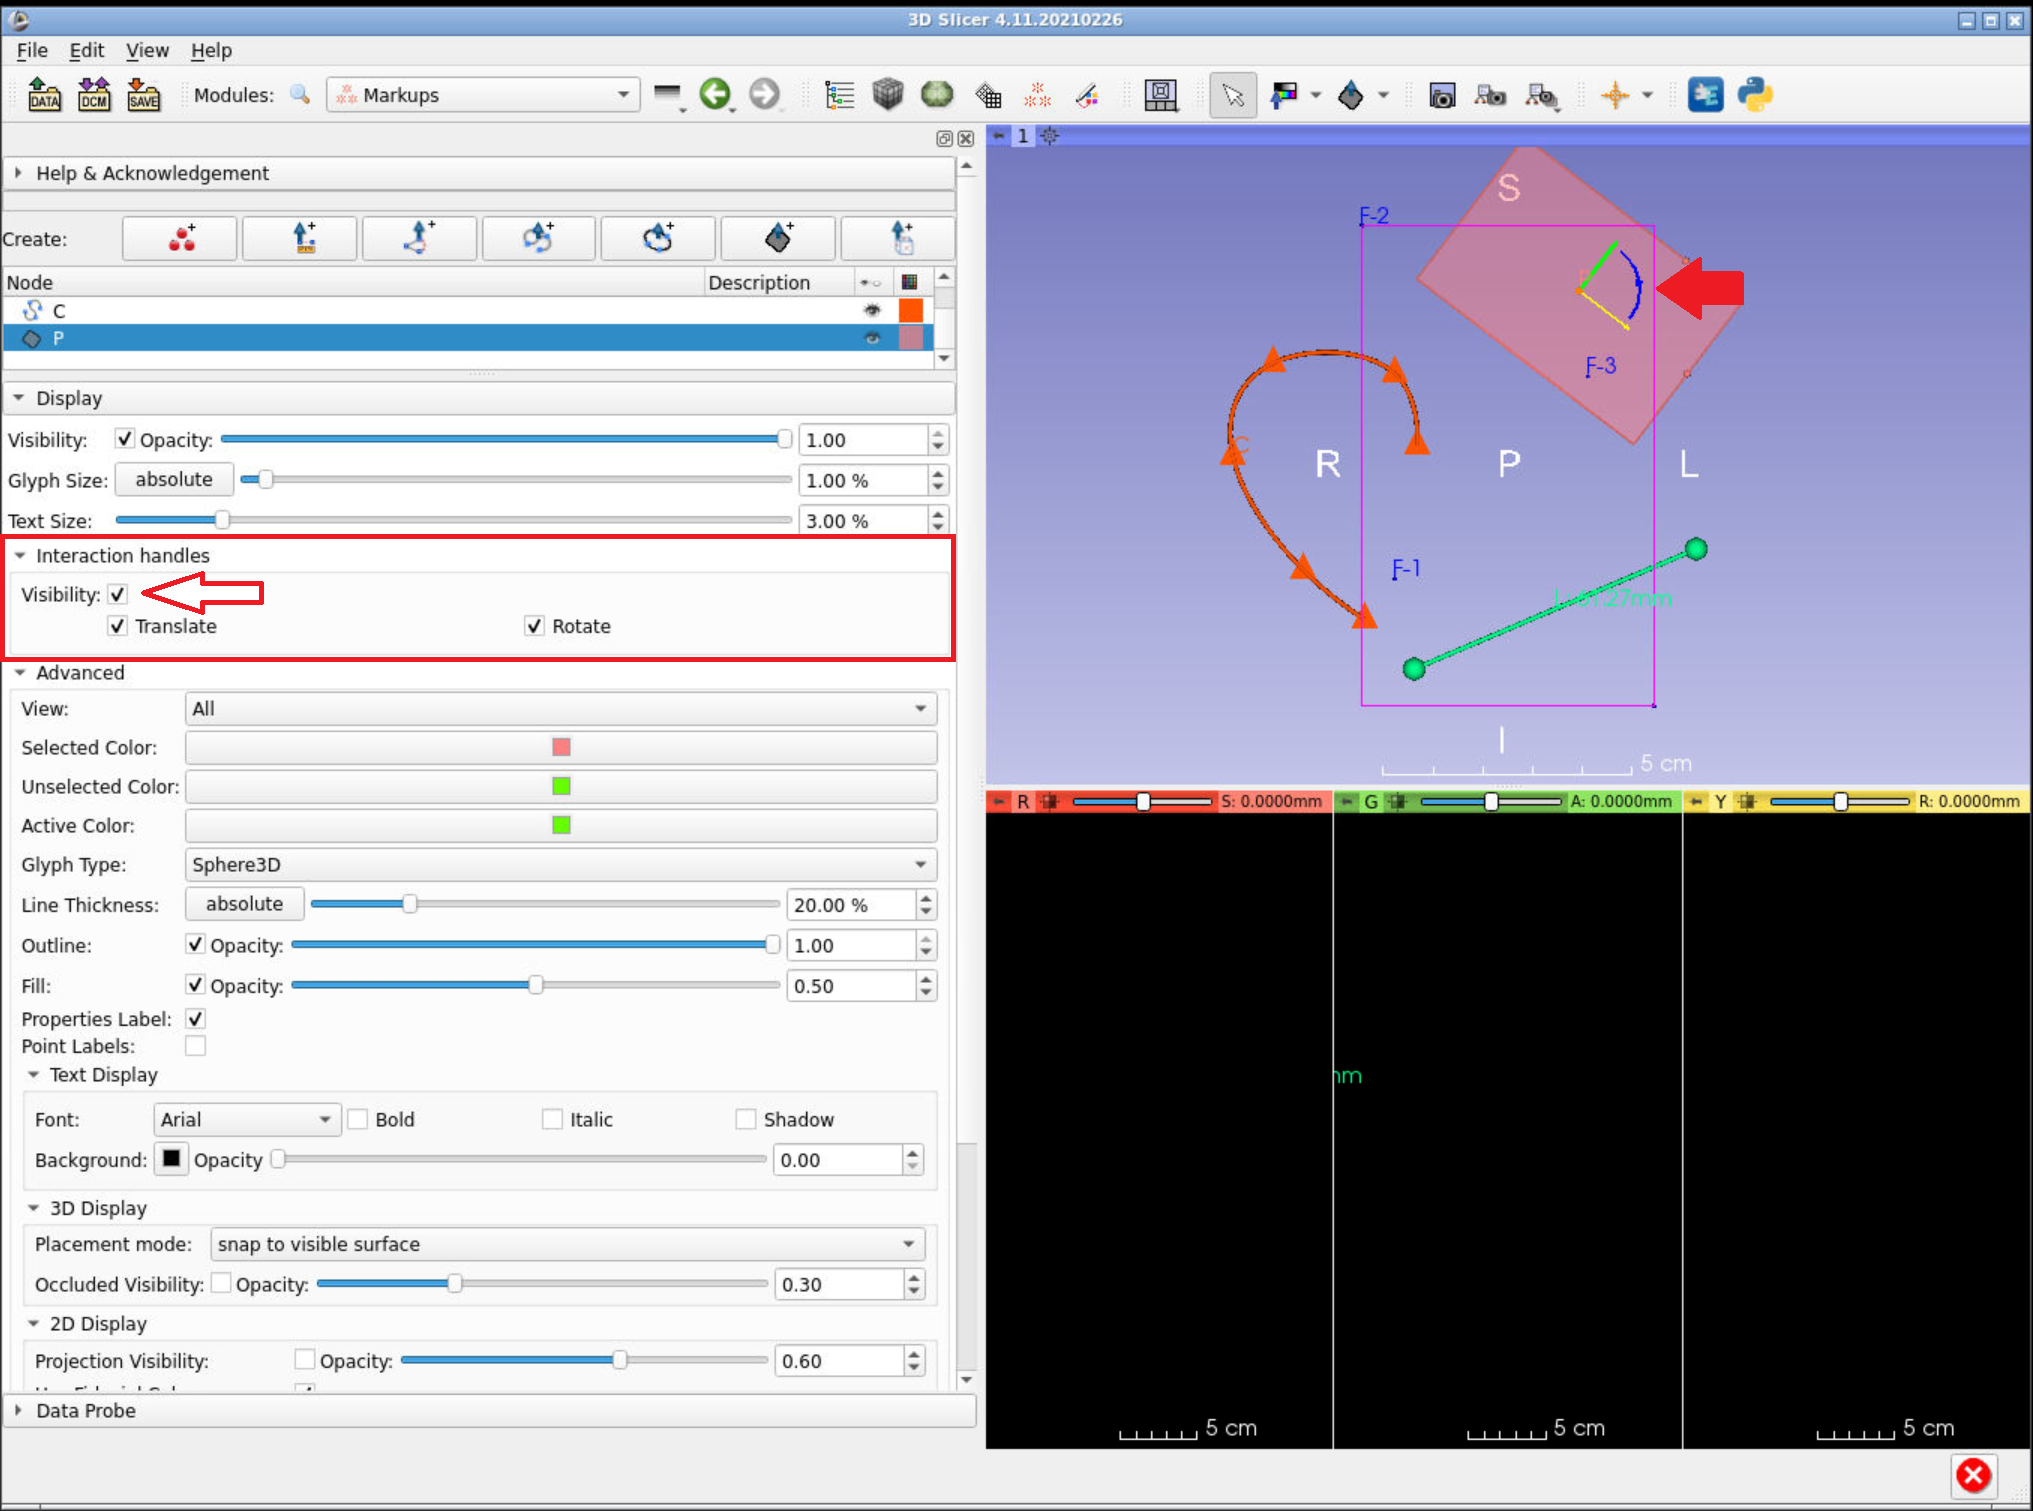 3D Slicer 4.11.20210226
File Edit View Help
DATA DCM SAVE Modules: Markups
1
Help & Acknowledgement
Create:
Node Description
C
P
Display
Visibility: Opacity: 1.00
Glyph Size: absolute 1.00 %
Text Size: 3.00 %
Interaction handles
Visibility:
Translate Rotate
Advanced
View: All
Selected Color:
Unselected Color:
Active Color:
Glyph Type: Sphere3D
Line Thickness: absolute 20.00 %
Outline: Opacity: 1.00
Fill: Opacity: 0.50
Properties Label:
Point Labels:
Text Display
Font: Arial Bold Italic Shadow
Background: Opacity 0.00
3D Display
Placement mode: snap to visible surface
Occluded Visibility: Opacity: 0.30
2D Display
Projection Visibility: Opacity: 0.60
Data Probe
S
F-2
F-3
C
R P L
F-1
I
5 cm
R S: 0.0000mm G A: 0.0000mm Y R: 0.0000mm
mm
5 cm 5 cm 5 cm